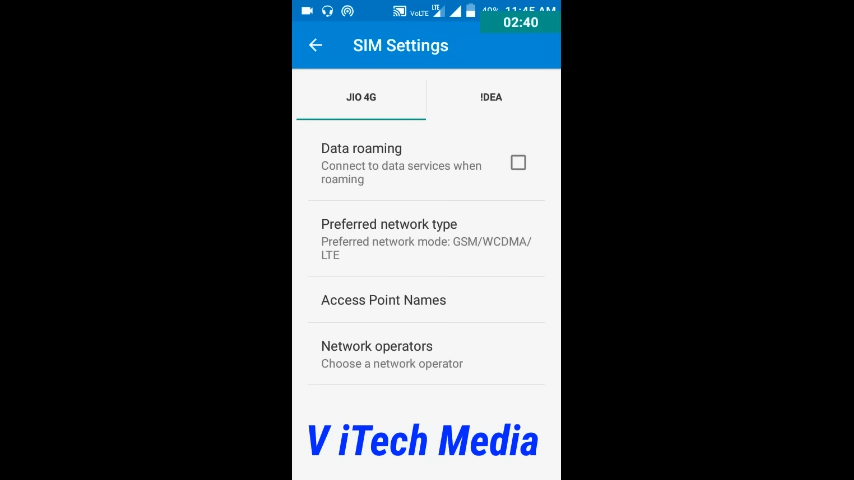 VoLTE LTE
02:40
SIM Settings
JIO 4G
!DEA
Data roaming
Connect to data services when
roaming
Preferred network type
Preferred network mode: GSM/WCDMA/
LTE
Access Point Names
Network operators
Choose a network operator
V iTech Media